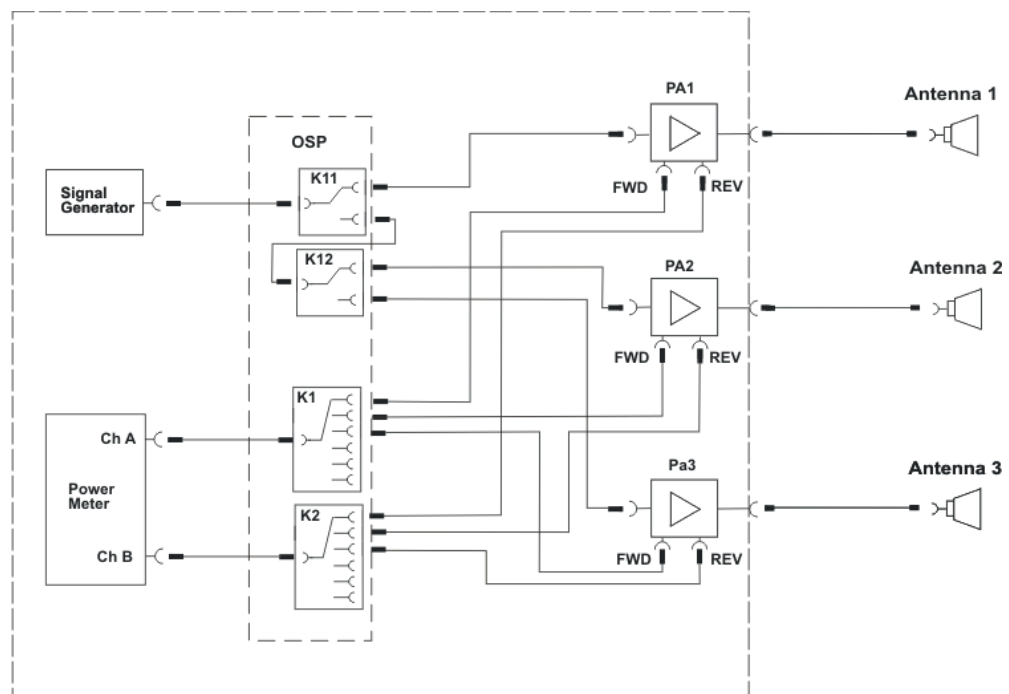 PA1
Antenna 1
OSP
K11
Signal
Generator
FWD
REV
K12
PA2
Antenna 2
FWD
REV
K1
Ch A
Power
Meter
Pa3
Antenna 3
K2
Ch B
FWD
REV